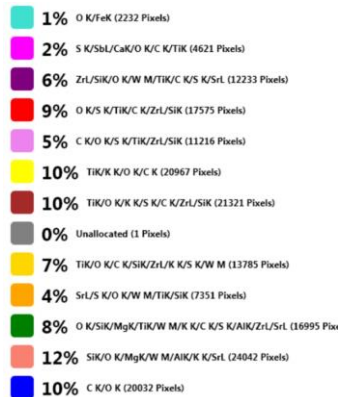 1% O K/FeK (2232 Pixels)
2% S K/SbL/CaK/O K/C K/TiK (4621 Pixels)
6% ZrL/SiK/O K/W M/TiK/C K/S K/SrL (12233 Pixels)
9% O K/S K/TiK/C K/ZrL/SiK (17575 Pixels)
5% C K/O K/S K/TiK/ZrL/SiK (11216 Pixels)
10% TiK/K K/O K/C K (20967 Pixels)
10% TiK/O K/K K/S K/C K/ZrL/SiK (21321 Pixels)
0% Unallocated (1 Pixels)
7% TiK/O K/C K/SiK/ZrL/K K/S K/W M (13785 Pixels)
4% SrL/S K/O K/W M/TiK/SiK (7351 Pixels)
8% O K/SiK/MgK/TiK/W M/K K/C K/S K/AlK/ZrL/SrL (16995 Pixe
12% SiK/O K/MgK/W M/AlK/K K/SrL (24042 Pixels)
10% C K/O K (20032 Pixels)